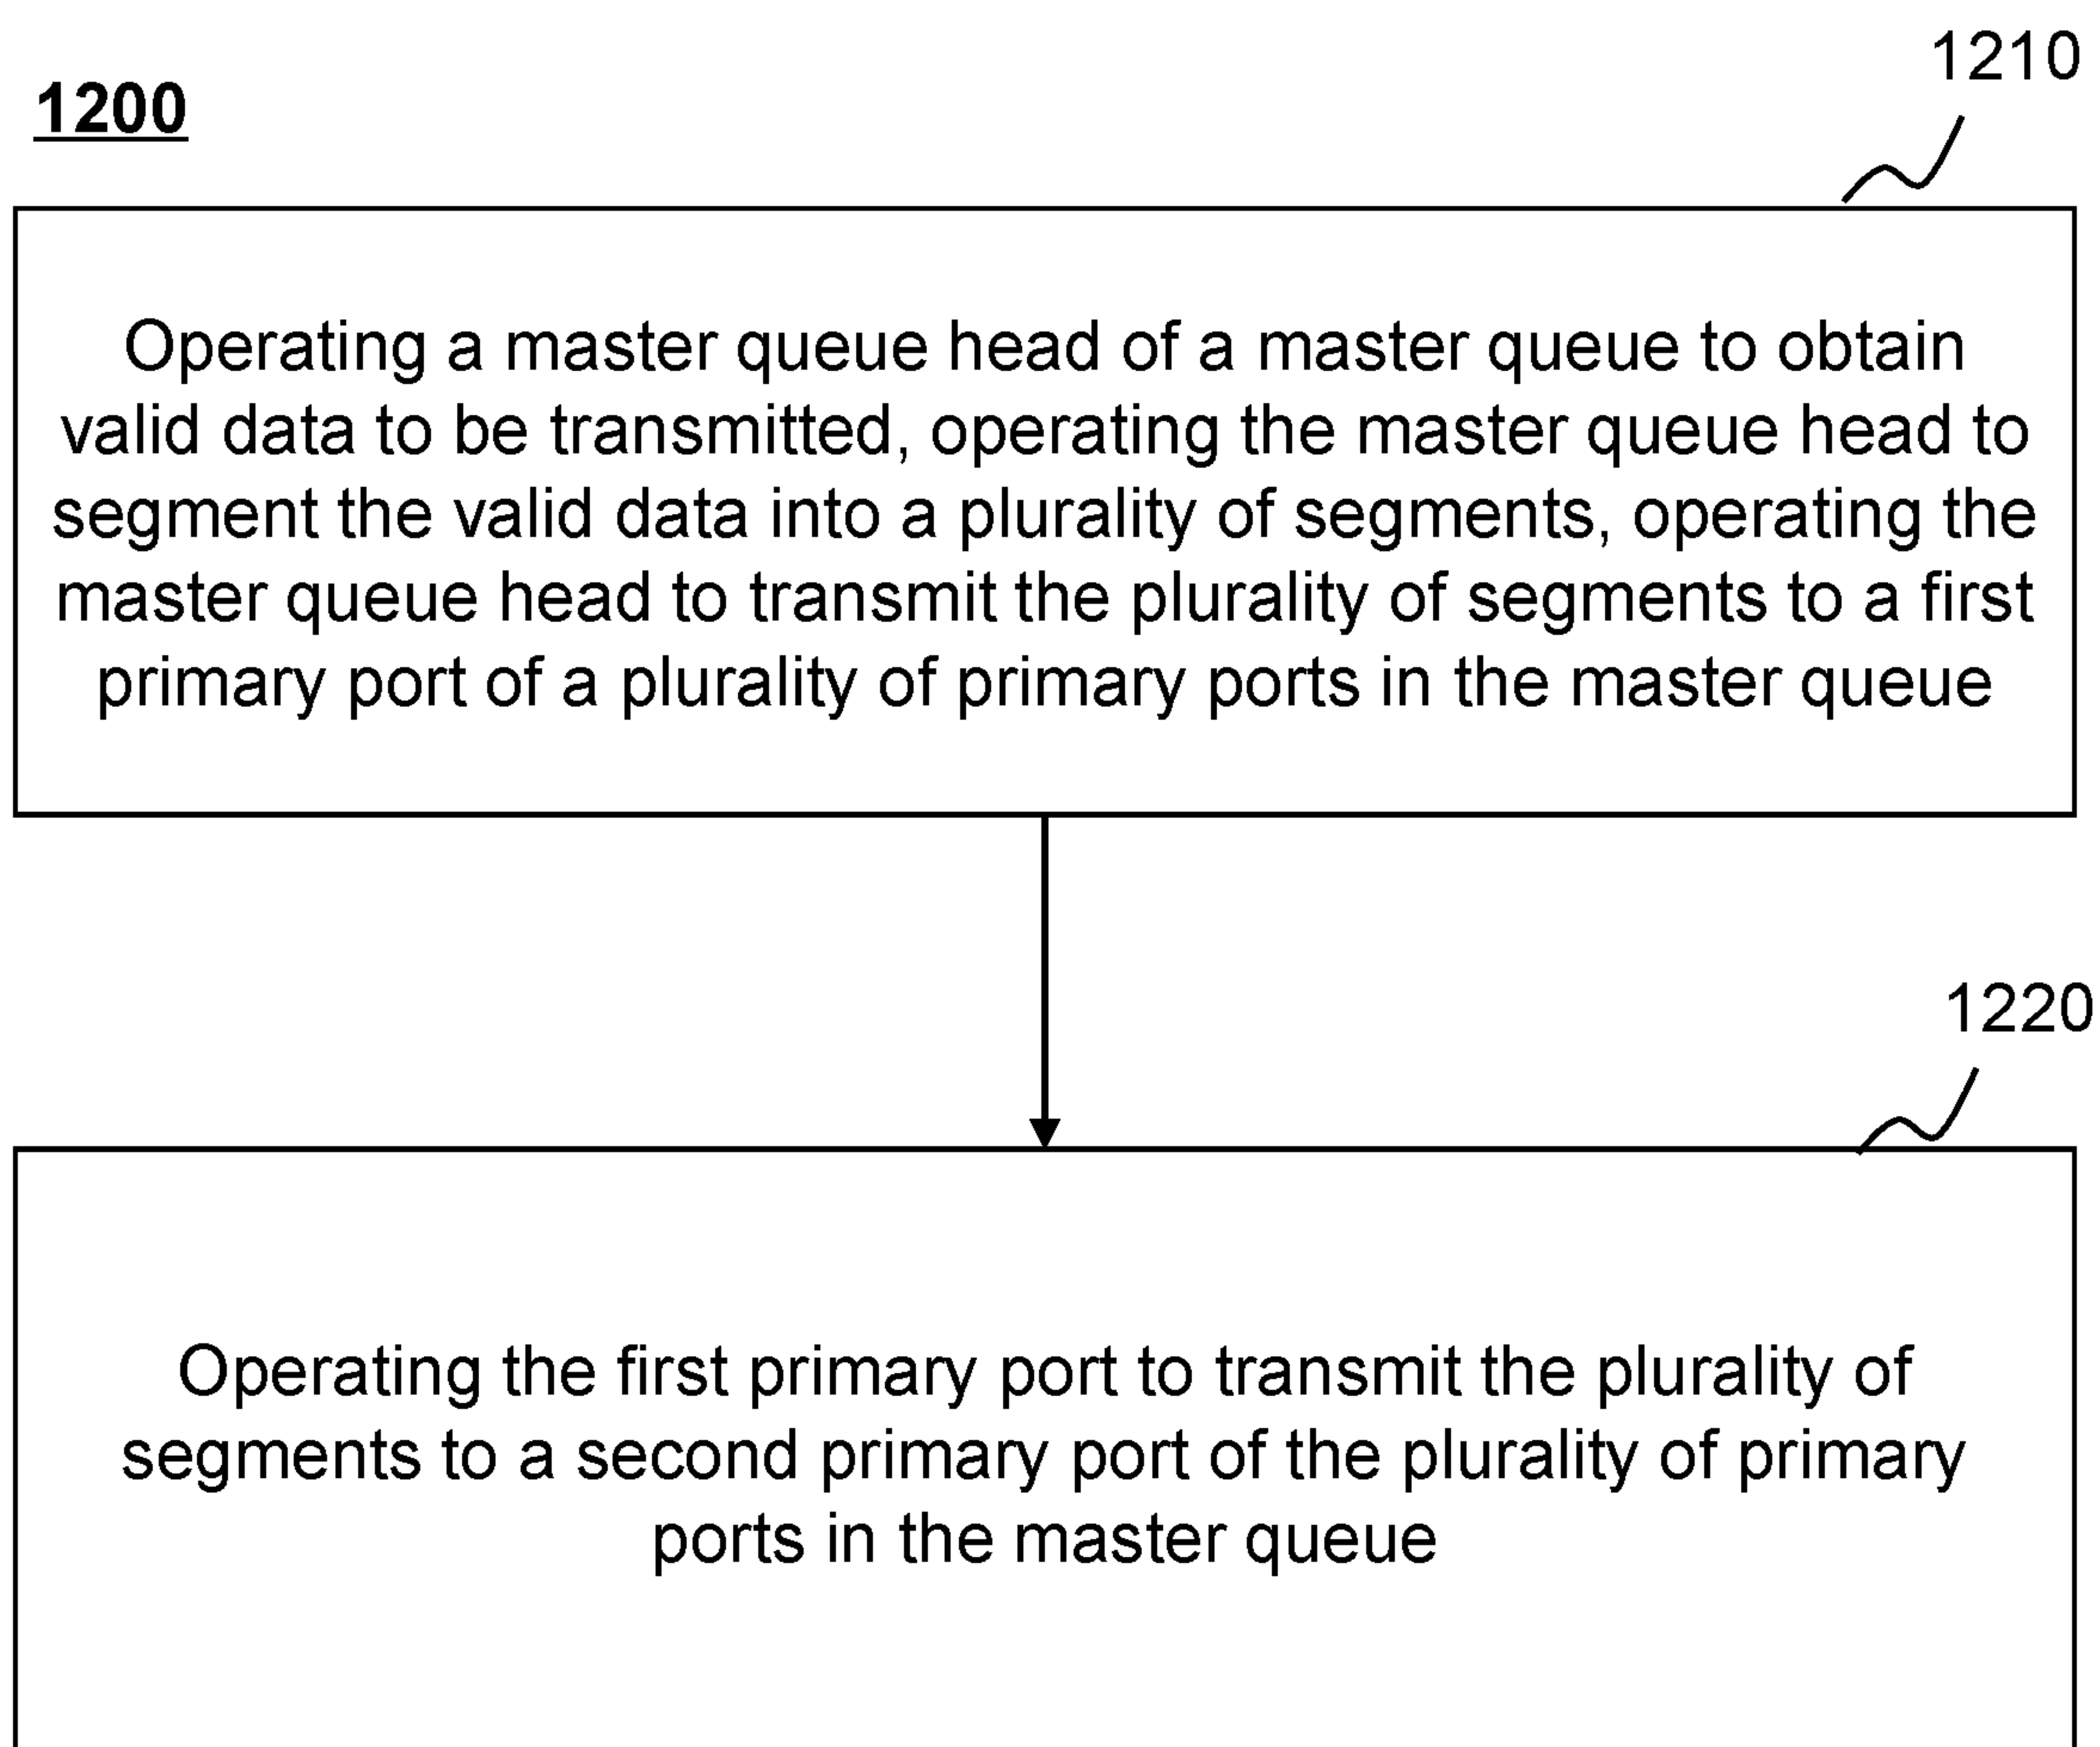 1210
1200
Operating a master queue head of a master queue to obtain
valid data to be transmitted, operating the master queue head to
segment the valid data into a plurality of segments, operating the
master queue head to transmit the plurality of segments to a first
primary port of a plurality of primary ports in the master queue
1220
Operating the first primary port to transmit the plurality of
segments to a second primary port of the plurality of primary
ports in the master queue